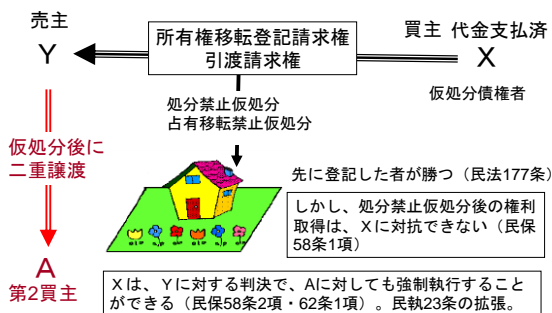 売主
Y
所有権移転登記請求権
引渡請求権
買主 代金支払済
X
仮処分債権者
処分禁止仮処分
占有移転禁止仮処分
仮処分後に
二重譲渡
先に登記した者が勝つ（民法177条）
しかし、処分禁止仮処分後の権利
取得は、Xに対抗できない（民保
58条1項）
A
第2買主
Xは、Yに対する判決で、Aに対しても強制執行すること
ができる（民保58条2項・62条1項）。民執23条の拡張。